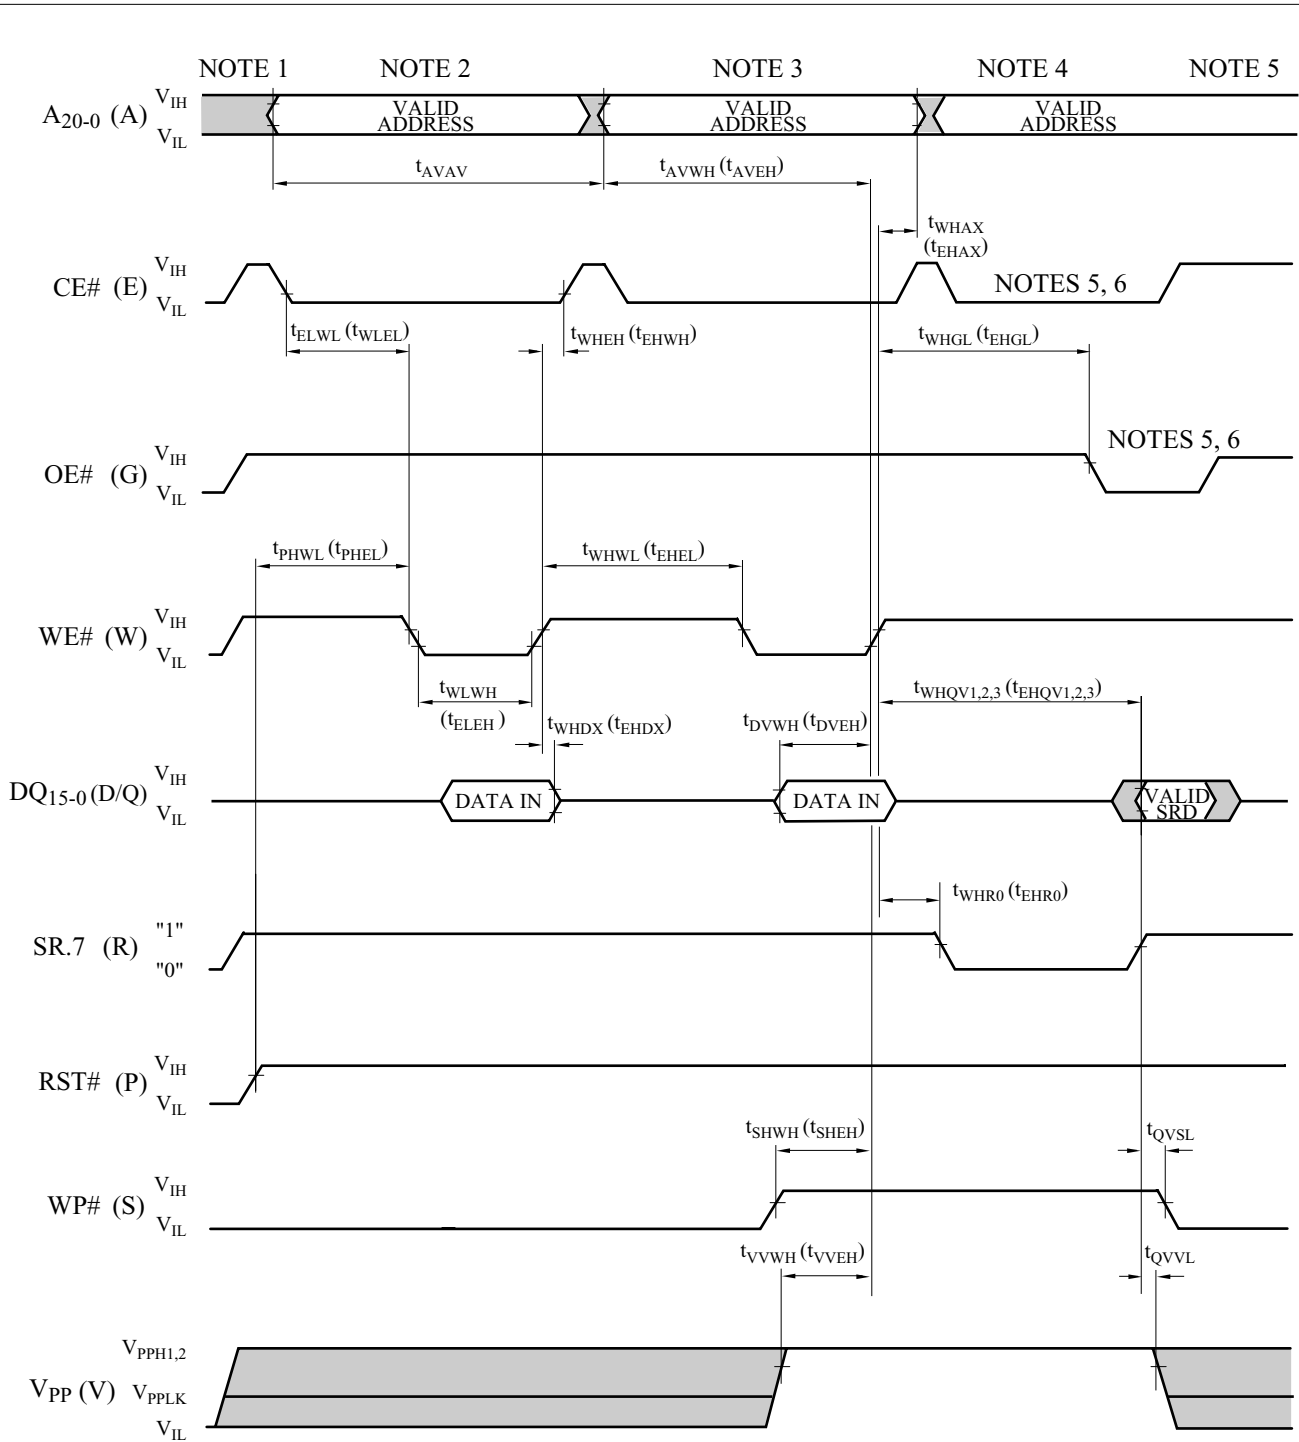 NOTE 1 NOTE 2 NOTE 3 NOTE 4 NOTE 5
A20-0 (A) VIH VIL VALID ADDRESS VALID ADDRESS VALID ADDRESS
tAVAV tAVWH (tAVEH)
tWHAX
(tEHAX)
CE# (E) VIH VIL NOTES 5, 6
tELWL (tWLEL) tWHEH (tEHWH) tWHGL (tEHGL)
OE# (G) VIH VIL NOTES 5, 6
tPHWL (tPHEL) tWHWL (tEHEL)
WE# (W) VIH VIL
tWLWH tWHQV1,2,3 (tEHQV1,2,3)
(tELEH) tWHDX (tEHDX) tDVWH (tDVEH)
DQ15-0 (D/Q) VIH VIL DATA IN DATA IN VALID SRD
tWHR0 (tEHR0)
SR.7 (R) "1" "0"
RST# (P) VIH VIL
tSHWH (tSHEH) tQVSL
WP# (S) VIH VIL
tVVWH (tVVEH) tQVVL
VPP (V) VPPH1,2 VPPLK VIL